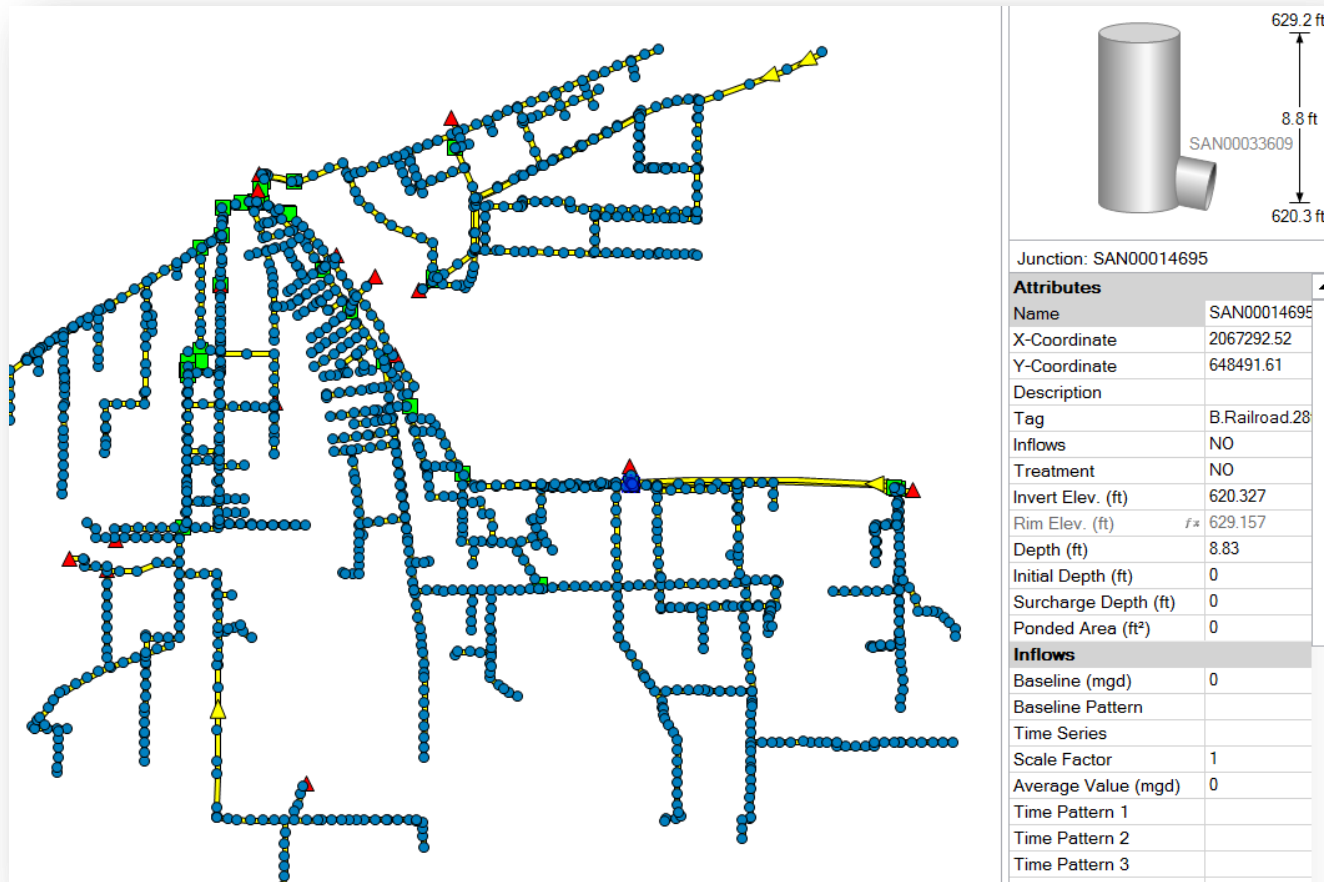 629.2 ft
8.8 ft
SAN00033609
620.3 ft
Junction: SAN00014695
Attributes
Name SAN00014695
X-Coordinate 2067292.52
Y-Coordinate 648491.61
Description
Tag B.Railroad.28
Inflows NO
Treatment NO
Invert Elev. (ft) 620.327
Rim Elev. (ft) fx 629.157
Depth (ft) 8.83
Initial Depth (ft) 0
Surcharge Depth (ft) 0
Ponded Area (ft²) 0
Inflows
Baseline (mgd) 0
Baseline Pattern
Time Series
Scale Factor 1
Average Value (mgd) 0
Time Pattern 1
Time Pattern 2
Time Pattern 3